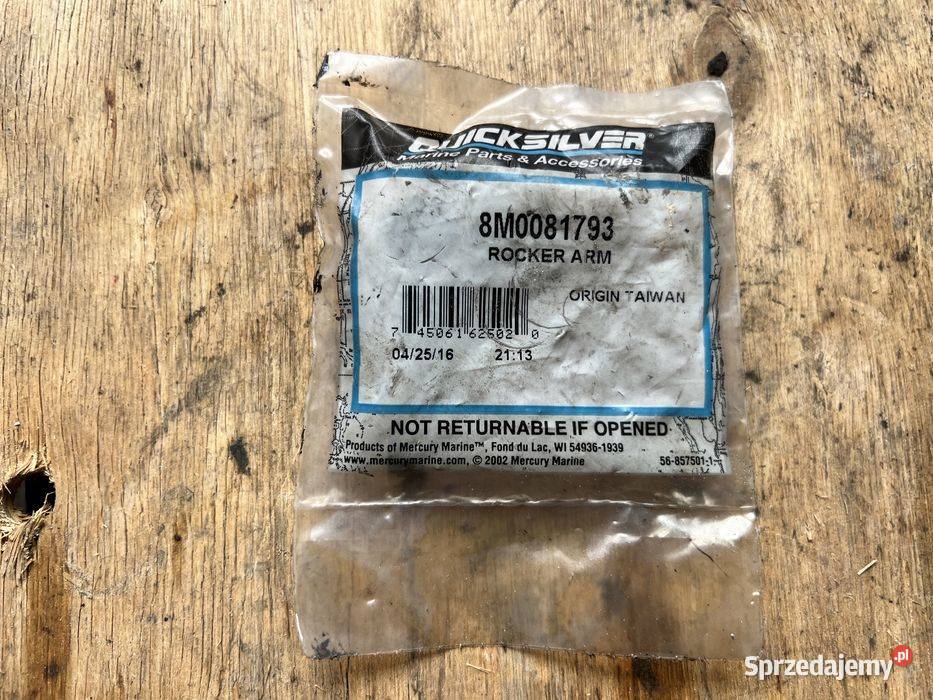 QUICKSILVER®
Marine Parts & Accessories
8M0081793
ROCKER ARM
ORIGIN TAIWAN
7 45061 62502 0
04/25/16 21:13
NOT RETURNABLE IF OPENED
Products of Mercury Marine™, Fond du Lac, WI 54936-1939
www.mercurymarine.com, © 2002 Mercury Marine 56-857501-1
Sprzedajemy.pl